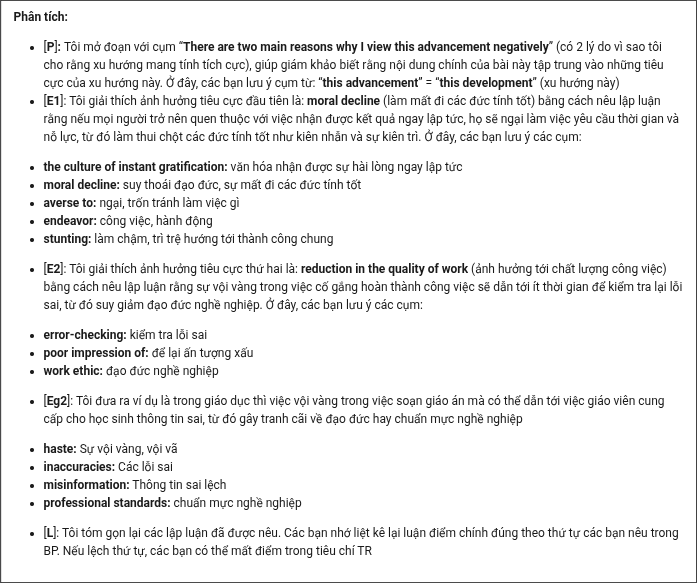 Phân tích:
[P]: Tôi mở đoạn với cụm “There are two main reasons why I view this advancement negatively” (có 2 lý do vì sao tôi
cho rằng xu hướng mang tính tích cực), giúp giám khảo biết rằng nội dung chính của bài này tập trung vào những tiêu
cực của xu hướng này. Ở đây, các bạn lưu ý cụm từ: “this advancement” = “this development” (xu hướng này)
[E1]: Tôi giải thích ảnh hưởng tiêu cực đầu tiên là: moral decline (làm mất đi các đức tính tốt) bằng cách nêu lập luận
rằng nếu mọi người trở nên quen thuộc với việc nhận được kết quả ngay lập tức, họ sẽ ngại làm việc yêu cầu thời gian và
nỗ lực, từ đó làm thui chột các đức tính tốt như kiên nhẫn và sự kiên trì. Ở đây, các bạn lưu ý các cụm:
the culture of instant gratification: văn hóa nhận được sự hài lòng ngay lập tức
moral decline: suy thoái đạo đức, sự mất đi các đức tính tốt
averse to: ngại, trốn tránh làm việc gì
endeavor: công việc, hành động
stunting: làm chậm, trì trệ hướng tới thành công chung
[E2]: Tôi giải thích ảnh hưởng tiêu cực thứ hai là: reduction in the quality of work (ảnh hưởng tới chất lượng công việc)
bằng cách nêu lập luận rằng sự vội vàng trong việc cố gắng hoàn thành công việc sẽ dẫn tới ít thời gian để kiểm tra lại lỗi
sai, từ đó suy giảm đạo đức nghề nghiệp. Ở đây, các bạn lưu ý các cụm:
error-checking: kiểm tra lỗi sai
poor impression of: để lại ấn tượng xấu
work ethic: đạo đức nghề nghiệp
[Eg2]: Tôi đưa ra ví dụ là trong giáo dục thì việc vội vàng trong việc soạn giáo án mà có thể dẫn tới việc giáo viên cung
cấp cho học sinh thông tin sai, từ đó gây tranh cãi về đạo đức hay chuẩn mực nghề nghiệp
haste: Sự vội vàng, vội vã
inaccuracies: Các lỗi sai
misinformation: Thông tin sai lệch
professional standards: chuẩn mực nghề nghiệp
[L]: Tôi tóm gọn lại các lập luận đã được nêu. Các bạn nhớ liệt kê lại luận điểm chính đúng theo thứ tự các bạn nêu trong
BP. Nếu lệch thứ tự, các bạn có thể mất điểm trong tiêu chí TR